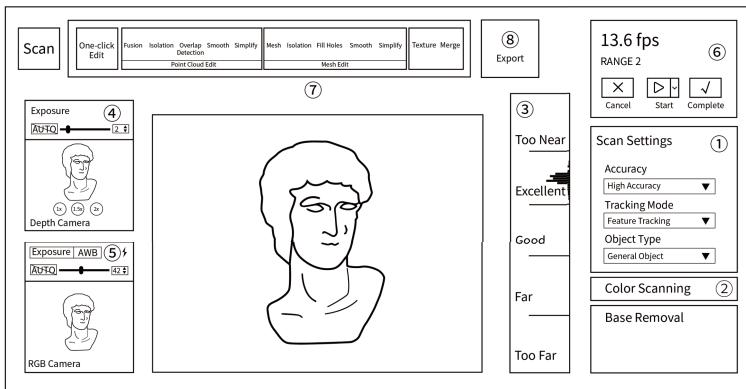 Scan
One-click
Edit
Fusion Isolation Overlap Smooth Simplify
Detection
Point Cloud Edit
Mesh Isolation Fill Holes Smooth Simplify
Mesh Edit
Texture Merge
⑧
Export
13.6 fps
RANGE 2
⑥
Cancel Start Complete
⑦
Exposure ④
AUTO 2
1x 1.5x 2x
Depth Camera
Exposure AWB ⑤
AUTO 42
RGB Camera
③
Too Near
Excellent
Good
Far
Too Far
Scan Settings ①
Accuracy
High Accuracy
Tracking Mode
Feature Tracking
Object Type
General Object
Color Scanning ②
Base Removal